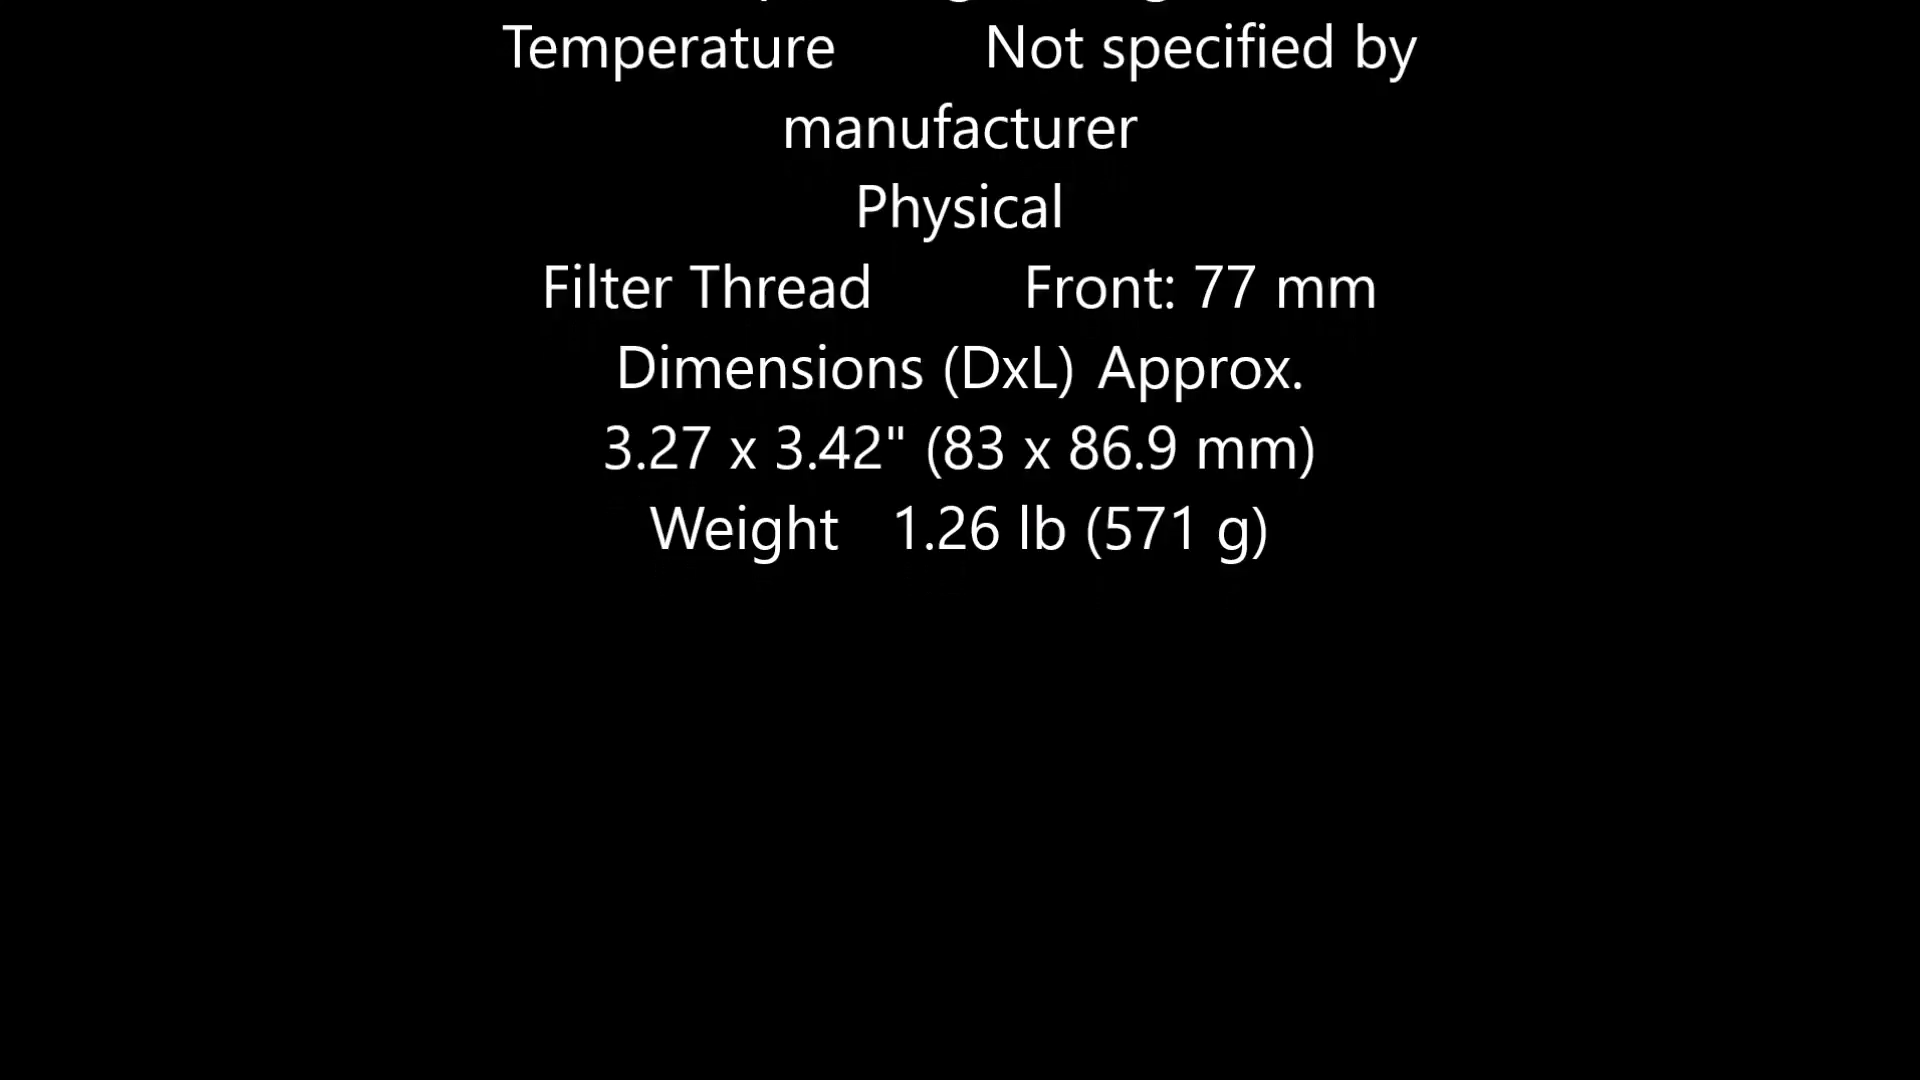 Temperature Not specified by
manufacturer
Physical
Filter Thread Front: 77 mm
Dimensions (DxL) Approx.
3.27 x 3.42" (83 x 86.9 mm)
Weight 1.26 lb (571 g)